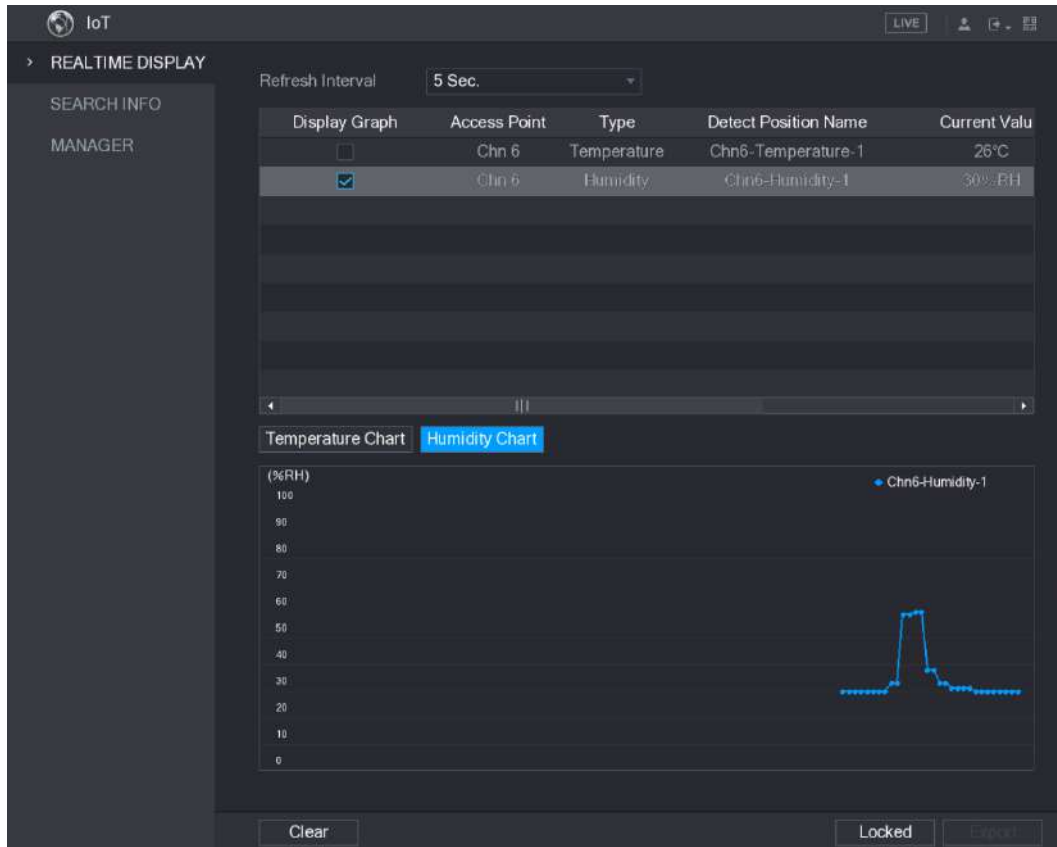 IoT
LIVE
REALTIME DISPLAY
SEARCH INFO
MANAGER
Refresh Interval 5 Sec.
Display Graph Access Point Type Detect Position Name Current Valu
Chn 6 Temperature Chn6-Temperature-1 26°C
Chn 6 Humidity Chn6-Humidity-1 30%RH
Temperature Chart Humidity Chart
(%RH)
Chn6-Humidity-1
100
90
80
70
60
50
40
30
20
10
0
Clear Locked Export